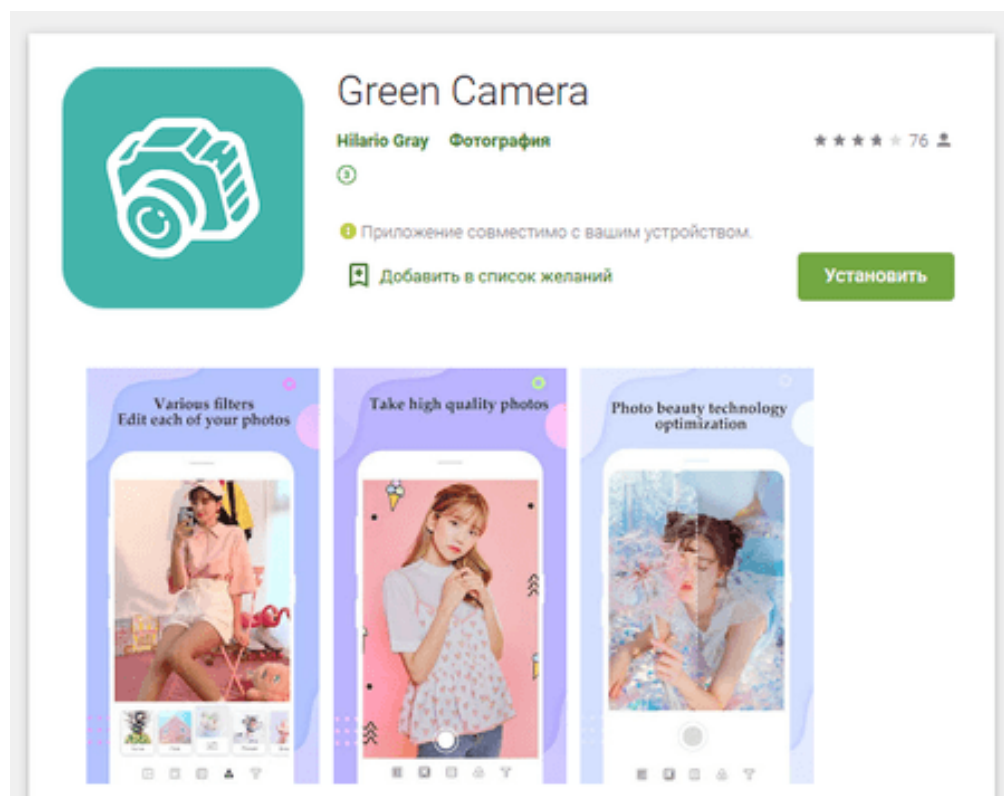 Green Camera
Hilario Gray Фотография
76
3
Приложение совместимо с вашим устройством.
Добавить в список желаний
Установить
Various filters
Edit each of your photos
Take high quality photos
Photo beauty technology
optimization